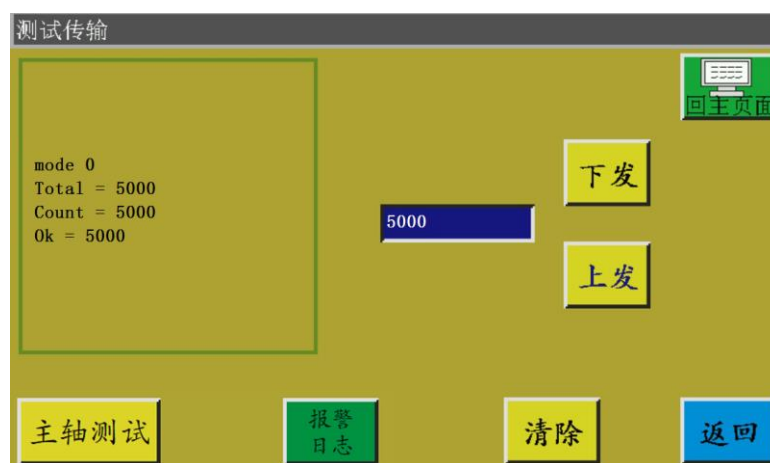 测试传输
回主页面
mode 0
Total = 5000
Count = 5000
Ok = 5000
5000
下发
上发
主轴测试
报警
日志
清除
返回